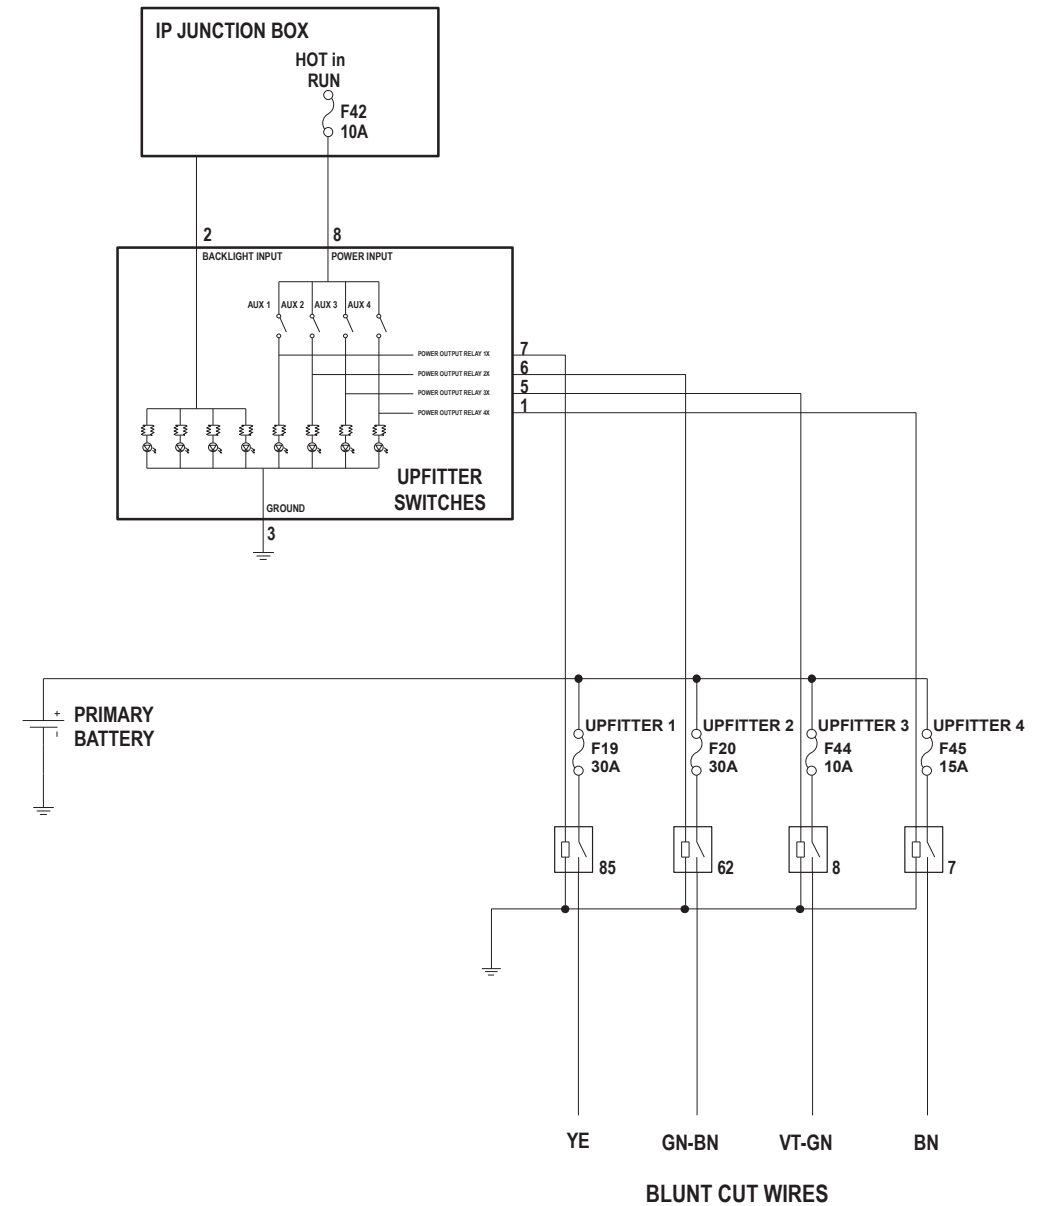 IP JUNCTION BOX
HOT in
RUN
F42
10A
2
8
BACKLIGHT INPUT
POWER INPUT
AUX 1
AUX 2
AUX 3
AUX 4
POWER OUTPUT RELAY 1X
7
POWER OUTPUT RELAY 2X
6
POWER OUTPUT RELAY 3X
5
POWER OUTPUT RELAY 4X
1
UPFITTER
SWITCHES
GROUND
3
+
-
PRIMARY
BATTERY
UPFITTER 1
F19
30A
UPFITTER 2
F20
30A
UPFITTER 3
F44
10A
UPFITTER 4
F45
15A
85
62
8
7
YE
GN-BN
VT-GN
BN
BLUNT CUT WIRES